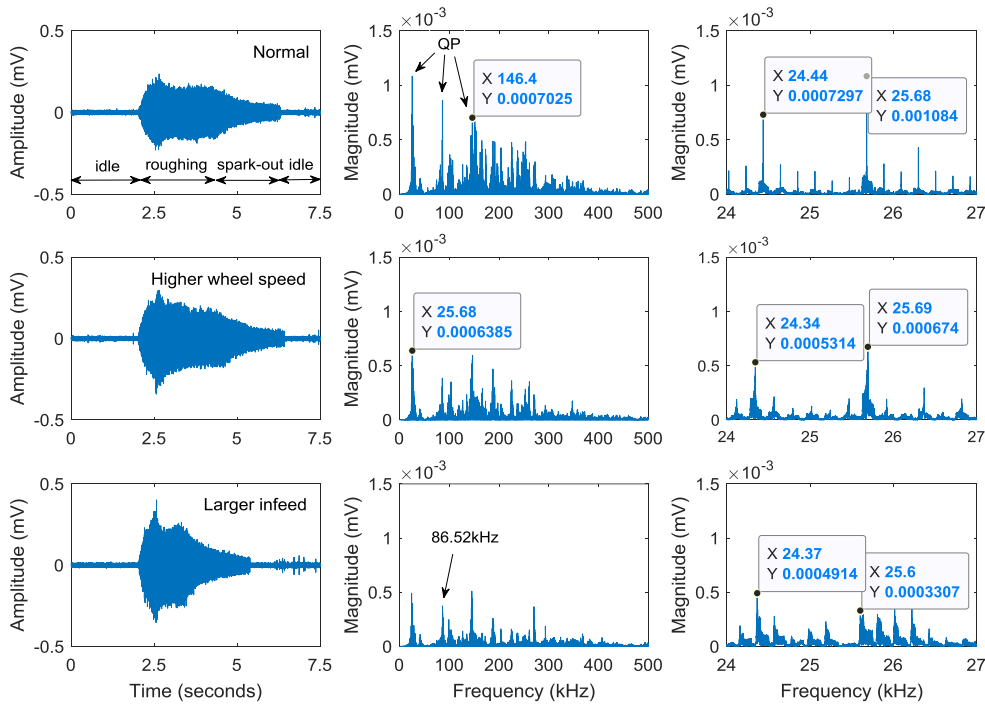 0.5
Normal
Amplitude (mV)
0
idle
roughing
spark-out
idle
-0.5
0
2.5
5
7.5
×10⁻³
1.5
QP
X 146.4
Y 0.0007025
Magnitude (mV)
1
0.5
0
0
100
200
300
400
500
×10⁻³
1.5
X 24.44
Y 0.0007297
X 25.68
Y 0.001084
Magnitude (mV)
1
0.5
0
24
25
26
27
0.5
Higher wheel speed
Amplitude (mV)
0
-0.5
0
2.5
5
7.5
×10⁻³
1.5
X 25.68
Y 0.0006385
Magnitude (mV)
1
0.5
0
0
100
200
300
400
500
×10⁻³
1.5
X 24.34
Y 0.0005314
X 25.69
Y 0.000674
Magnitude (mV)
1
0.5
0
24
25
26
27
0.5
Larger infeed
Amplitude (mV)
0
-0.5
0
2.5
5
7.5
Time (seconds)
×10⁻³
1.5
86.52kHz
Magnitude (mV)
1
0.5
0
0
100
200
300
400
500
Frequency (kHz)
×10⁻³
1.5
X 24.37
Y 0.0004914
X 25.6
Y 0.0003307
Magnitude (mV)
1
0.5
0
24
25
26
27
Frequency (kHz)